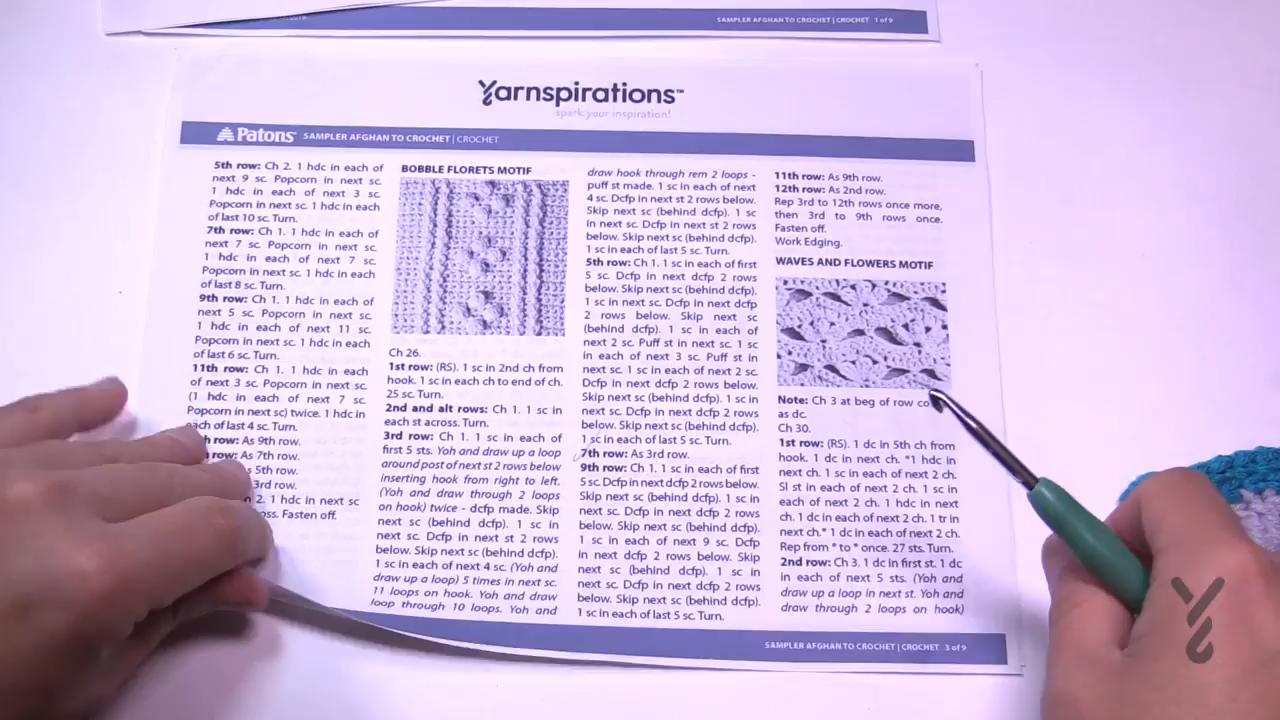 SAMPLER AFGHAN TO CROCHET | CROCHET 1 of 9
Yarnspirations™
spark your inspiration!
Patons® SAMPLER AFGHAN TO CROCHET | CROCHET
5th row: Ch 2. 1 hdc in each of
next 9 sc. Popcorn in next sc.
1 hdc in each of next 3 sc.
Popcorn in next sc. 1 hdc in each
of last 10 sc. Turn.
7th row: Ch 1. 1 hdc in each of
next 7 sc. Popcorn in next sc.
1 hdc in each of next 7 sc.
Popcorn in next sc. 1 hdc in each
of last 8 sc. Turn.
9th row: Ch 1. 1 hdc in each of
next 5 sc. Popcorn in next sc.
1 hdc in each of next 11 sc.
Popcorn in next sc. 1 hdc in each
of last 6 sc. Turn.
11th row: Ch 1. 1 hdc in each
of next 3 sc. Popcorn in next sc.
(1 hdc in each of next 7 sc.
Popcorn in next sc) twice. 1 hdc in
each of last 4 sc. Turn.
row: As 9th row.
row: As 7th row.
s 5th row.
3rd row.
2. 1 hdc in next sc
oss. Fasten off.
BOBBLE FLORETS MOTIF
Ch 26.
1st row: (RS). 1 sc in 2nd ch from
hook. 1 sc in each ch to end of ch.
25 sc. Turn.
2nd and alt rows: Ch 1. 1 sc in
each st across. Turn.
3rd row: Ch 1. 1 sc in each of
first 5 sts. Yoh and draw up a loop
around post of next st 2 rows below
inserting hook from right to left.
(Yoh and draw through 2 loops
on hook) twice - dcfp made. Skip
next sc (behind dcfp). 1 sc in
next sc. Dcfp in next st 2 rows
below. Skip next sc (behind dcfp).
1 sc in each of next 4 sc. (Yoh and
draw up a loop) 5 times in next sc.
11 loops on hook. Yoh and draw
loop through 10 loops. Yoh and
draw hook through rem 2 loops -
puff st made. 1 sc in each of next
4 sc. Dcfp in next st 2 rows below.
Skip next sc (behind dcfp). 1 sc
in next sc. Dcfp in next st 2 rows
below. Skip next sc (behind dcfp).
1 sc in each of last 5 sc. Turn.
5th row: Ch 1. 1 sc in each of first
5 sc. Dcfp in next dcfp 2 rows
below. Skip next sc (behind dcfp).
1 sc in next sc. Dcfp in next dcfp
2 rows below. Skip next sc
(behind dcfp). 1 sc in each of
next 2 sc. Puff st in next sc. 1 sc
in each of next 3 sc. Puff st in
next sc. 1 sc in each of next 2 sc.
Dcfp in next dcfp 2 rows below.
Skip next sc (behind dcfp). 1 sc
in next sc. Dcfp in next dcfp 2
rows below. Skip next sc (behind
dcfp). 1 sc in each of last 5 sc. Turn.
7th row: As 3rd row.
9th row: Ch 1. 1 sc in each of first
5 sc. Dcfp in next dcfp 2 rows below.
Skip next sc (behind dcfp). 1 sc in
next sc. Dcfp in next dcfp 2 rows
below. Skip next sc (behind dcfp).
1 sc in each of next 9 sc. Dcfp
in next dcfp 2 rows below. Skip
next sc (behind dcfp). 1 sc in
next sc. Dcfp in next dcfp 2 rows
below. Skip next sc (behind dcfp).
1 sc in each of last 5 sc. Turn.
11th row: As 9th row.
12th row: As 2nd row.
Rep 3rd to 12th rows once more,
then 3rd to 9th rows once.
Fasten off.
Work Edging.
WAVES AND FLOWERS MOTIF
Note: Ch 3 at beg of row co
as dc.
Ch 30.
1st row: (RS). 1 dc in 5th ch from
hook. 1 dc in next ch. *1 hdc in
next ch. 1 sc in each of next 2 ch.
Sl st in each of next 2 ch. 1 sc in
each of next 2 ch. 1 hdc in next
ch. 1 dc in each of next 2 ch. 1 tr in
next ch.* 1 dc in each of next 2 ch.
Rep from * to * once. 27 sts. Turn.
2nd row: Ch 3. 1 dc in first st. 1 dc
in each of next 5 sts. (Yoh and
draw up a loop in next st. Yoh and
draw through 2 loops on hook)
SAMPLER AFGHAN TO CROCHET | CROCHET 3 of 9